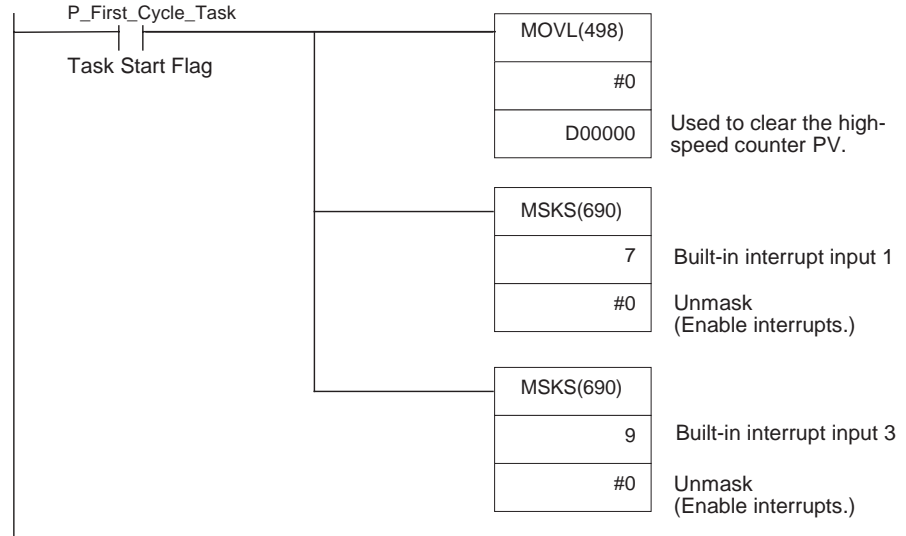 P_First_Cycle_Task
Task Start Flag
MOVL(498)
#0
D00000
Used to clear the high-
speed counter PV.
MSKS(690)
7
Built-in interrupt input 1
#0
Unmask
(Enable interrupts.)
MSKS(690)
9
Built-in interrupt input 3
#0
Unmask
(Enable interrupts.)